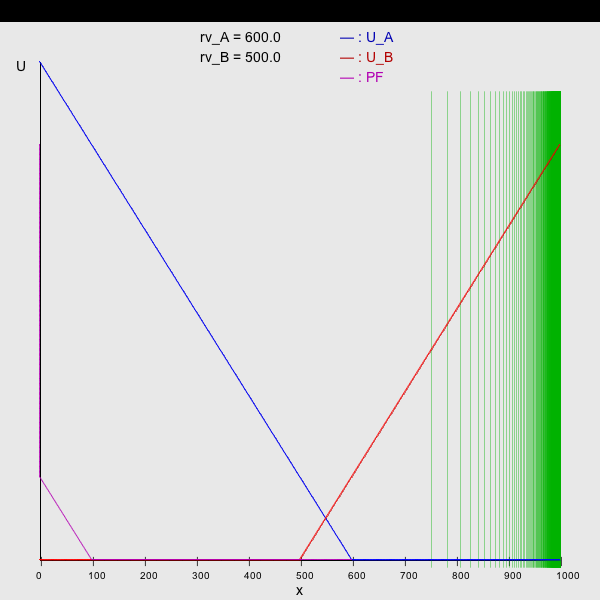 rv_A = 600.0 — : U_A
rv_B = 500.0 — : U_B
— : PF
U
0 100 200 300 400 500 600 700 800 900 1000
x